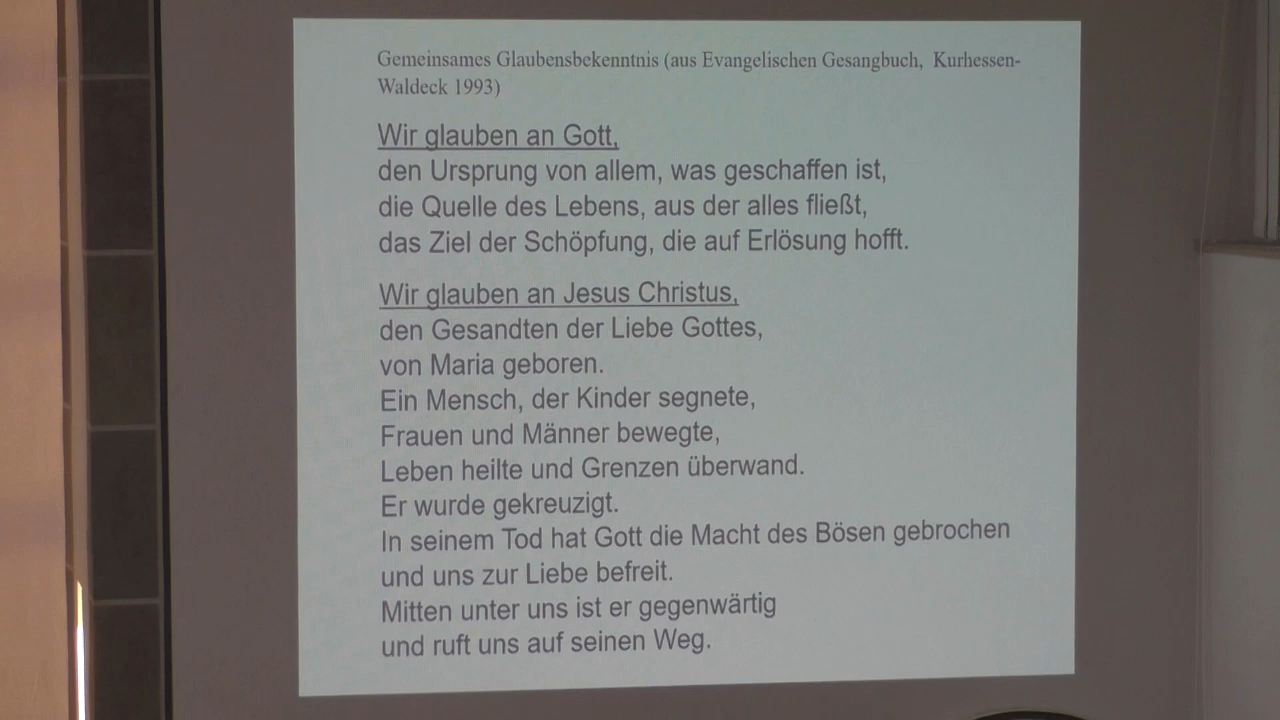 Gemeinsames Glaubensbekenntnis (aus Evangelischen Gesangbuch, Kurhessen-
Waldeck 1993)
Wir glauben an Gott,
den Ursprung von allem, was geschaffen ist,
die Quelle des Lebens, aus der alles fließt,
das Ziel der Schöpfung, die auf Erlösung hofft.
Wir glauben an Jesus Christus,
den Gesandten der Liebe Gottes,
von Maria geboren.
Ein Mensch, der Kinder segnete,
Frauen und Männer bewegte,
Leben heilte und Grenzen überwand.
Er wurde gekreuzigt.
In seinem Tod hat Gott die Macht des Bösen gebrochen
und uns zur Liebe befreit.
Mitten unter uns ist er gegenwärtig
und ruft uns auf seinen Weg.